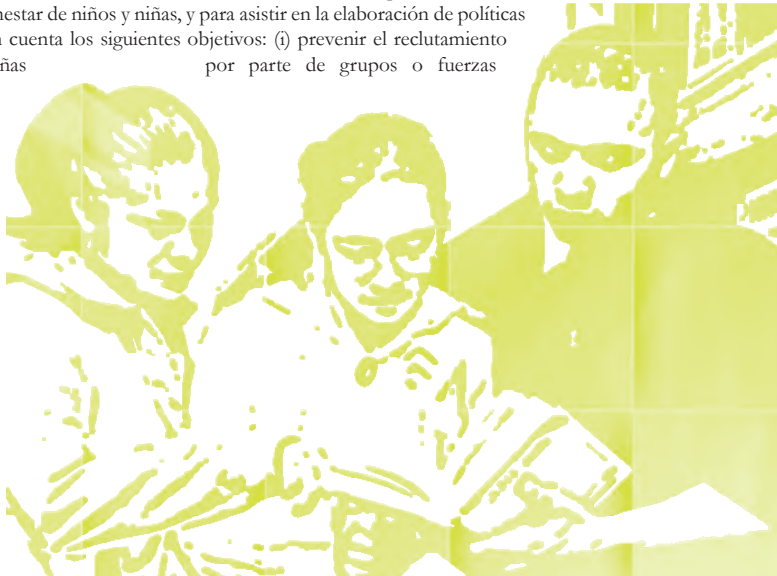 nestar de niños y niñas, y para asistir en la elaboración de políticas
cuenta los siguientes objetivos: (i) prevenir el reclutamiento
ñas por parte de grupos o fuerzas